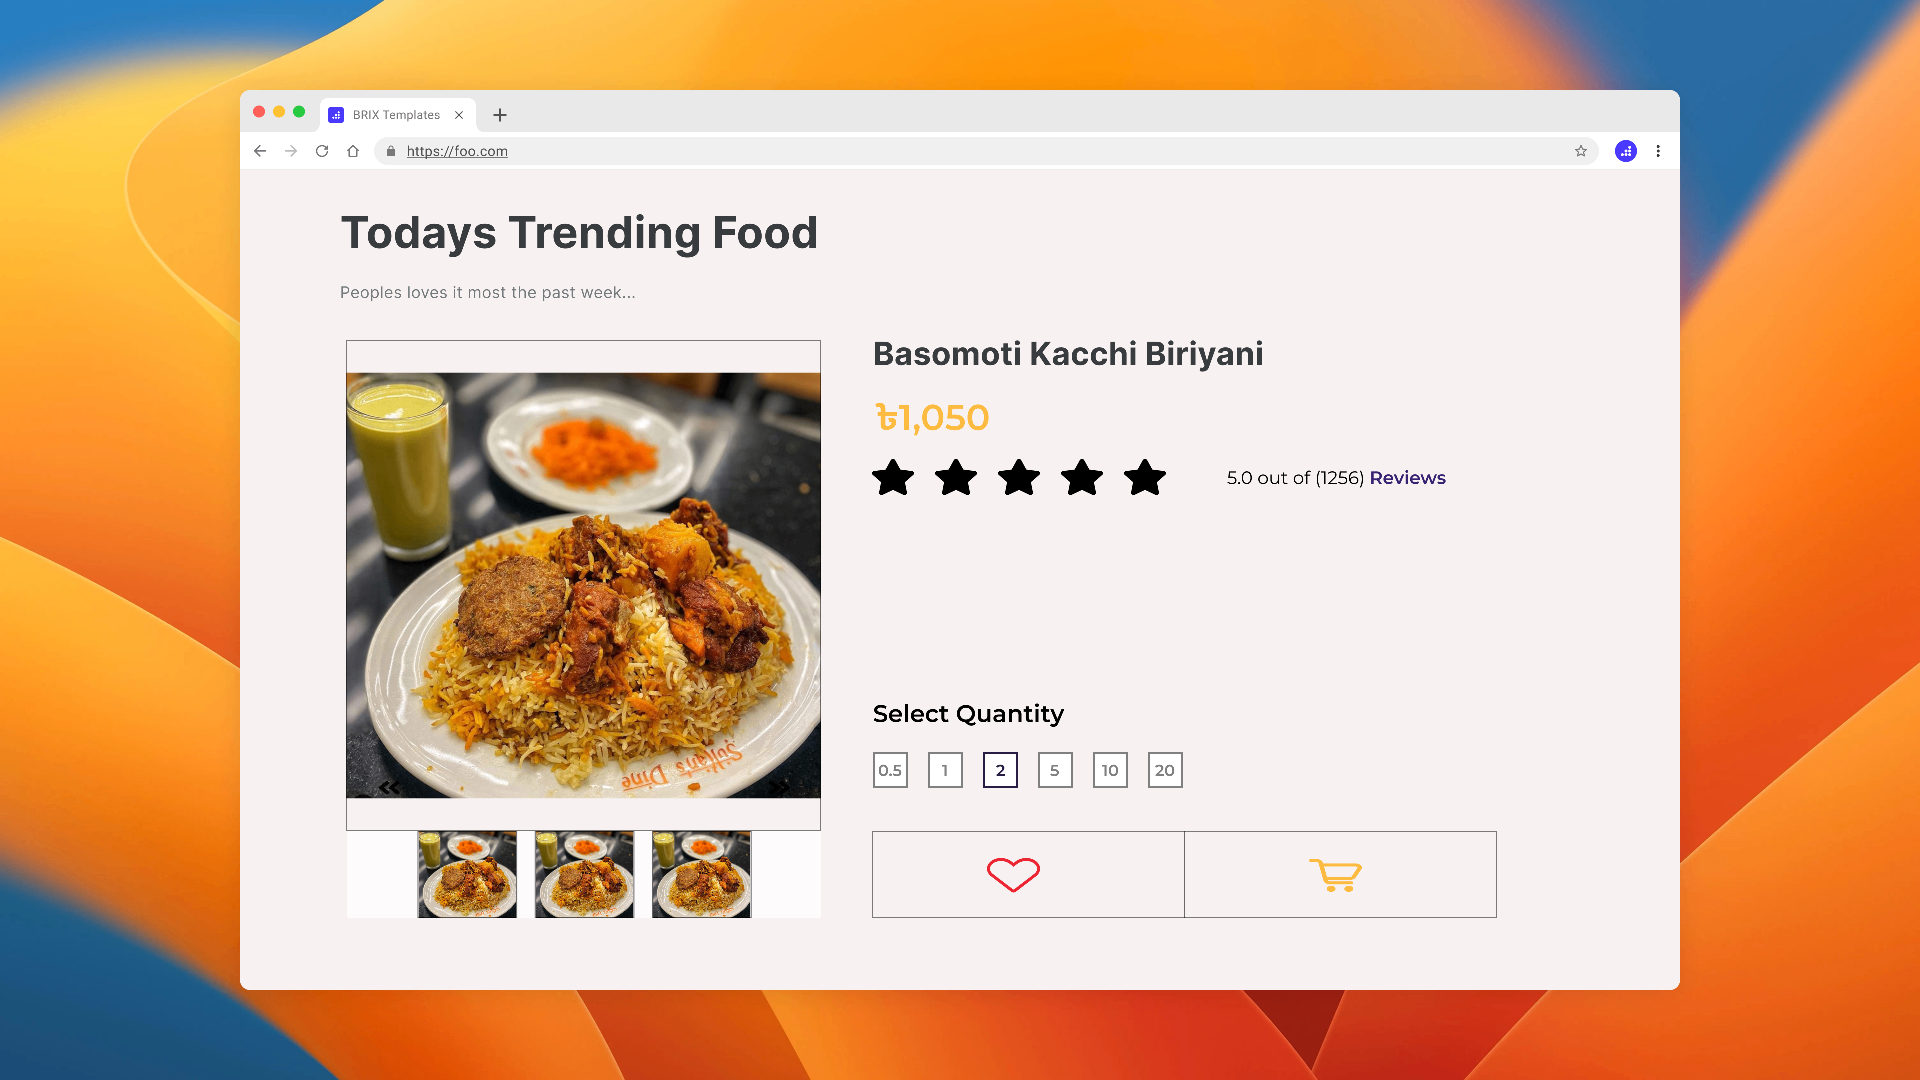 BRIX Templates
https://foo.com
Todays Trending Food
Peoples loves it most the past week...
Basomoti Kacchi Biriyani
৳1,050
5.0 out of (1256) Reviews
Sultan's Dine
Select Quantity
0.5 1 2 5 10 20